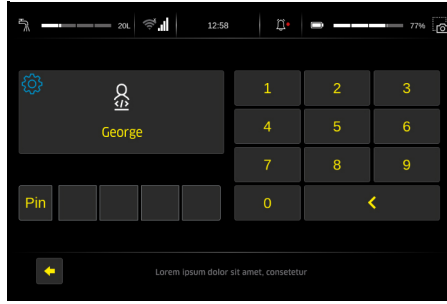 20L 12:58 77%
1 2 3
George
4 5 6
7 8 9
Pin 0
Lorem ipsum dolor sit amet, consetetur